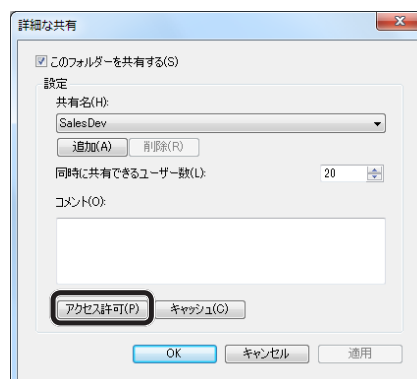 詳細な共有
このフォルダーを共有する(S)
設定
共有名(H):
SalesDev
追加(A) 削除(R)
同時に共有できるユーザー数(L): 20
コメント(O):
アクセス許可(P) キャッシュ(C)
OK キャンセル 適用